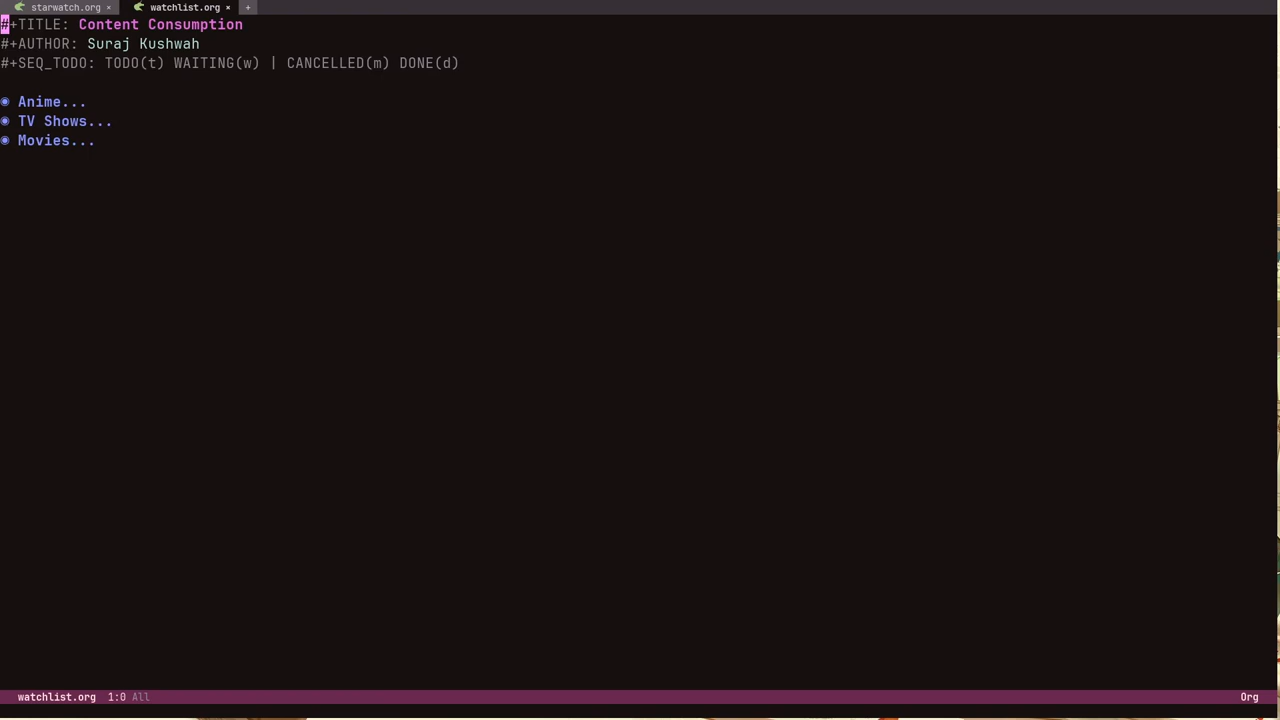 starwatch.org × watchlist.org × +
#+TITLE: Content Consumption
#+AUTHOR: Suraj Kushwah
#+SEQ_TODO: TODO(t) WAITING(w) | CANCELLED(m) DONE(d)
◉ Anime...
◉ TV Shows...
◉ Movies...
watchlist.org 1:0 All Org